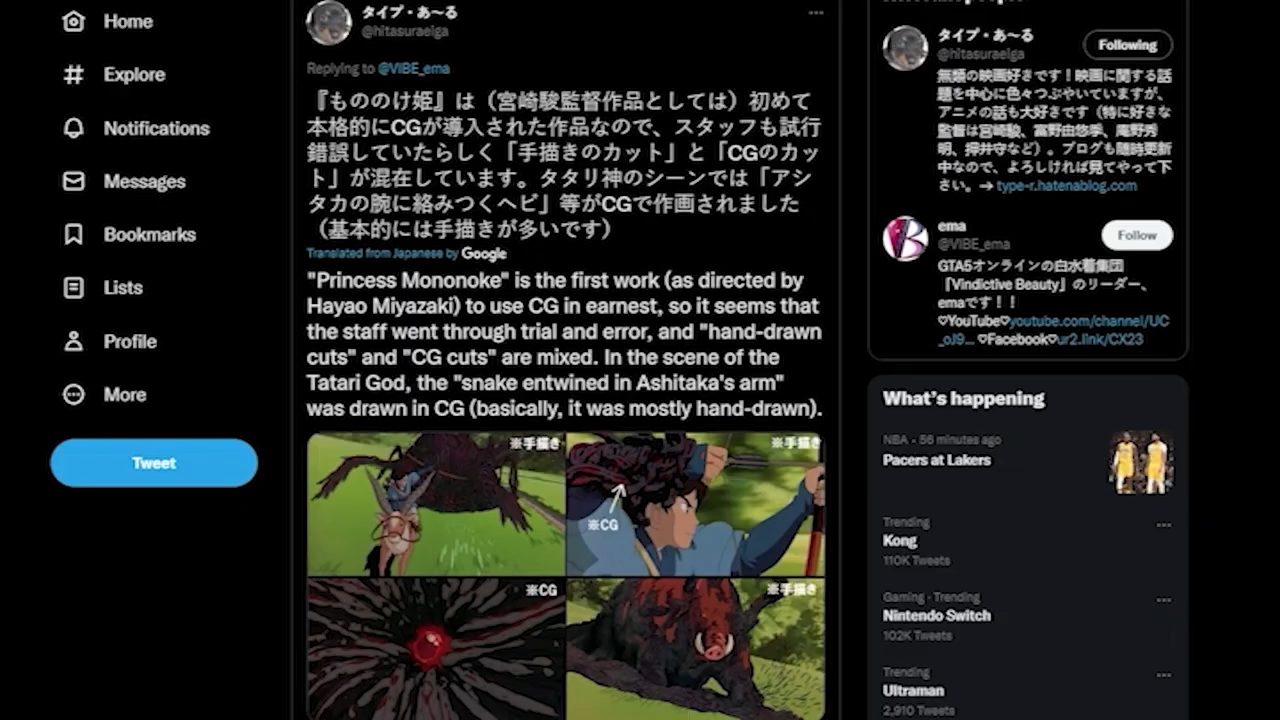 Home
Explore
Notifications
Messages
Bookmarks
Lists
Profile
More
Tweet
タイプ・あ～る
@hitasuraeiga
Replying to @VIBE_ema
『もののけ姫』は（宮崎駿監督作品としては）初めて
本格的にCGが導入された作品なので、スタッフも試行
錯誤していたらしく「手描きのカット」と「CGのカッ
ト」が混在しています。タタリ神のシーンでは「アシ
タカの腕に絡みつくヘビ」等がCGで作画されました
（基本的には手描きが多いです）
Translated from Japanese by Google
"Princess Mononoke" is the first work (as directed by
Hayao Miyazaki) to use CG in earnest, so it seems that
the staff went through trial and error, and "hand-drawn
cuts" and "CG cuts" are mixed. In the scene of the
Tatari God, the "snake entwined in Ashitaka's arm"
was drawn in CG (basically, it was mostly hand-drawn).
※手描き
※手描き
※CG
※CG
※手描き
タイプ・あ～る
@hitasuraeiga
Following
無類の映画好きです！映画に関する話
題を中心に色々つぶやいていますが、
アニメの話も大好きです（特に好きな
監督は宮崎駿、富野由悠季、庵野秀
明、押井守など）。ブログも随時更新
中なので、よろしければ見てやって下
さい。→ type-r.hatenablog.com
ema
@VIBE_ema
Follow
GTA5オンラインの白水着集団
『Vindictive Beauty』のリーダー、
emaです！！
♡YouTube♡youtube.com/channel/UC
_oJ9... ♡Facebook♡ur2.link/CX23
What's happening
NBA · 56 minutes ago
Pacers at Lakers
Trending
Kong
110K Tweets
Gaming · Trending
Nintendo Switch
102K Tweets
Trending
Ultraman
2,910 Tweets